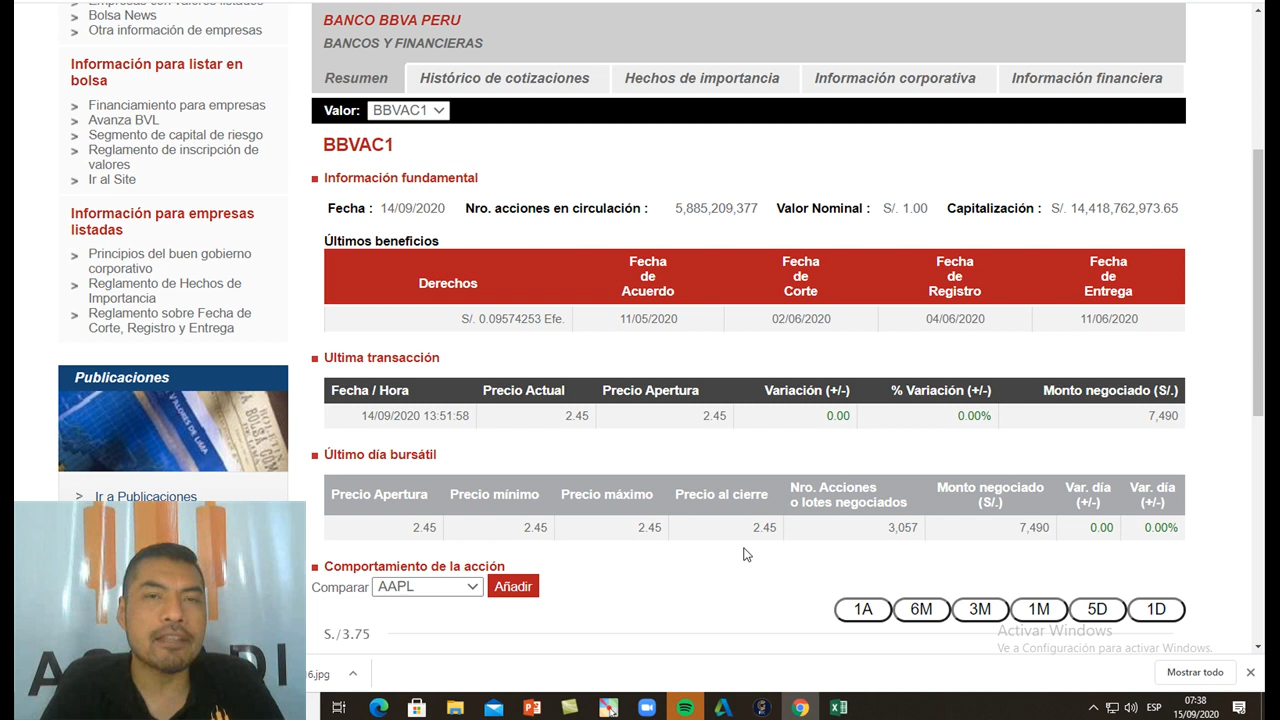 Bolsa News
Otra información de empresas
Información para listar en
bolsa
Financiamiento para empresas
Avanza BVL
Segmento de capital de riesgo
Reglamento de inscripción de
valores
Ir al Site
Información para empresas
listadas
Principios del buen gobierno
corporativo
Reglamento de Hechos de
Importancia
Reglamento sobre Fecha de
Corte, Registro y Entrega
Publicaciones
Ir a Publicaciones
BANCO BBVA PERU
BANCOS Y FINANCIERAS
Resumen Histórico de cotizaciones Hechos de importancia Información corporativa Información financiera
Valor: BBVAC1
BBVAC1
Información fundamental
Fecha : 14/09/2020 Nro. acciones en circulación : 5,885,209,377 Valor Nominal : S/. 1.00 Capitalización : S/. 14,418,762,973.65
Últimos beneficios
Derechos Fecha de Acuerdo Fecha de Corte Fecha de Registro Fecha de Entrega
S/. 0.09574253 Efe. 11/05/2020 02/06/2020 04/06/2020 11/06/2020
Ultima transacción
Fecha / Hora Precio Actual Precio Apertura Variación (+/-) % Variación (+/-) Monto negociado (S/.)
14/09/2020 13:51:58 2.45 2.45 0.00 0.00% 7,490
Último día bursátil
Precio Apertura Precio mínimo Precio máximo Precio al cierre Nro. Acciones o lotes negociados Monto negociado (S/.) Var. día (+/-) Var. día (+/-)
2.45 2.45 2.45 2.45 3,057 7,490 0.00 0.00%
Comportamiento de la acción
Comparar AAPL Añadir
1A 6M 3M 1M 5D 1D
S./3.75
Activar Windows
Ve a Configuración para activar Windows.
6.jpg
Mostrar todo
ESP
07:38
15/09/2020